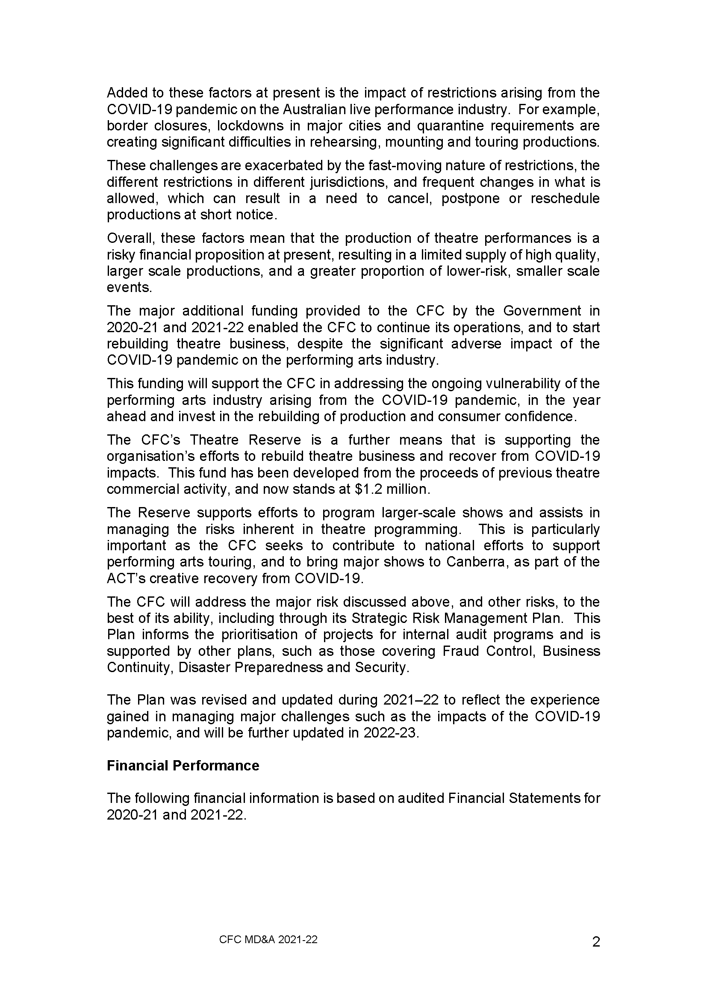 Added to these factors at present is the impact of restrictions arising from the
COVID-19 pandemic on the Australian live performance industry.  For example,
border closures, lockdowns in major cities and quarantine requirements are
creating significant difficulties in rehearsing, mounting and touring productions.
These challenges are exacerbated by the fast-moving nature of restrictions, the
different restrictions in different jurisdictions, and frequent changes in what is
allowed, which can result in a need to cancel, postpone or reschedule
productions at short notice.
Overall, these factors mean that the production of theatre performances is a
risky financial proposition at present, resulting in a limited supply of high quality,
larger scale productions, and a greater proportion of lower-risk, smaller scale
events.
The major additional funding provided to the CFC by the Government in
2020-21 and 2021-22 enabled the CFC to continue its operations, and to start
rebuilding theatre business, despite the significant adverse impact of the
COVID-19 pandemic on the performing arts industry.
This funding will support the CFC in addressing the ongoing vulnerability of the
performing arts industry arising from the COVID-19 pandemic, in the year
ahead and invest in the rebuilding of production and consumer confidence.
The CFC’s Theatre Reserve is a further means that is supporting the
organisation’s efforts to rebuild theatre business and recover from COVID-19
impacts.  This fund has been developed from the proceeds of previous theatre
commercial activity, and now stands at $1.2 million.
The Reserve supports efforts to program larger-scale shows and assists in
managing the risks inherent in theatre programming.  This is particularly
important as the CFC seeks to contribute to national efforts to support
performing arts touring, and to bring major shows to Canberra, as part of the
ACT’s creative recovery from COVID-19.
The CFC will address the major risk discussed above, and other risks, to the
best of its ability, including through its Strategic Risk Management Plan.  This
Plan informs the prioritisation of projects for internal audit programs and is
supported by other plans, such as those covering Fraud Control, Business
Continuity, Disaster Preparedness and Security.
The Plan was revised and updated during 2021–22 to reflect the experience
gained in managing major challenges such as the impacts of the COVID-19
pandemic, and will be further updated in 2022-23.
Financial Performance
The following financial information is based on audited Financial Statements for
2020-21 and 2021-22.
CFC MD&A 2021-22
2